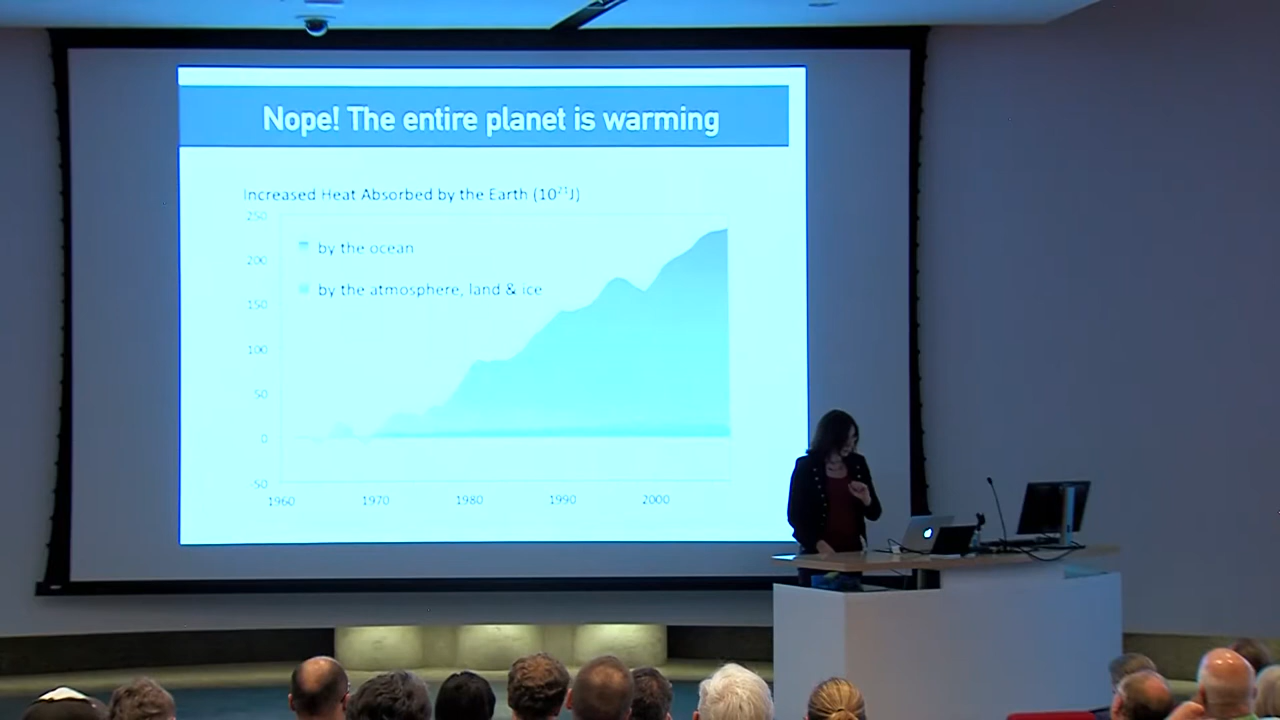 Nope! The entire planet is warming
Increased Heat Absorbed by the Earth (10²¹J)
250
by the ocean
200
by the atmosphere, land & ice
150
100
50
0
50
1960 1970 1980 1990 2000